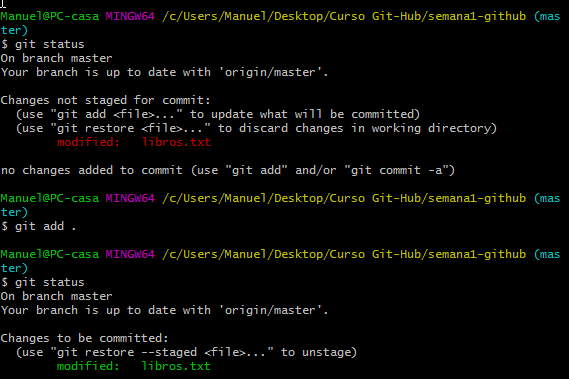 Manuel@PC-casa MINGW64 /c/Users/Manuel/Desktop/Curso Git-Hub/semana1-github (mas
ter)
$ git status
On branch master
Your branch is up to date with 'origin/master'.

Changes not staged for commit:
  (use "git add <file>..." to update what will be committed)
  (use "git restore <file>..." to discard changes in working directory)
        modified:   libros.txt

no changes added to commit (use "git add" and/or "git commit -a")

Manuel@PC-casa MINGW64 /c/Users/Manuel/Desktop/Curso Git-Hub/semana1-github (mas
ter)
$ git add .

Manuel@PC-casa MINGW64 /c/Users/Manuel/Desktop/Curso Git-Hub/semana1-github (mas
ter)
$ git status
On branch master
Your branch is up to date with 'origin/master'.

Changes to be committed:
  (use "git restore --staged <file>..." to unstage)
        modified:   libros.txt